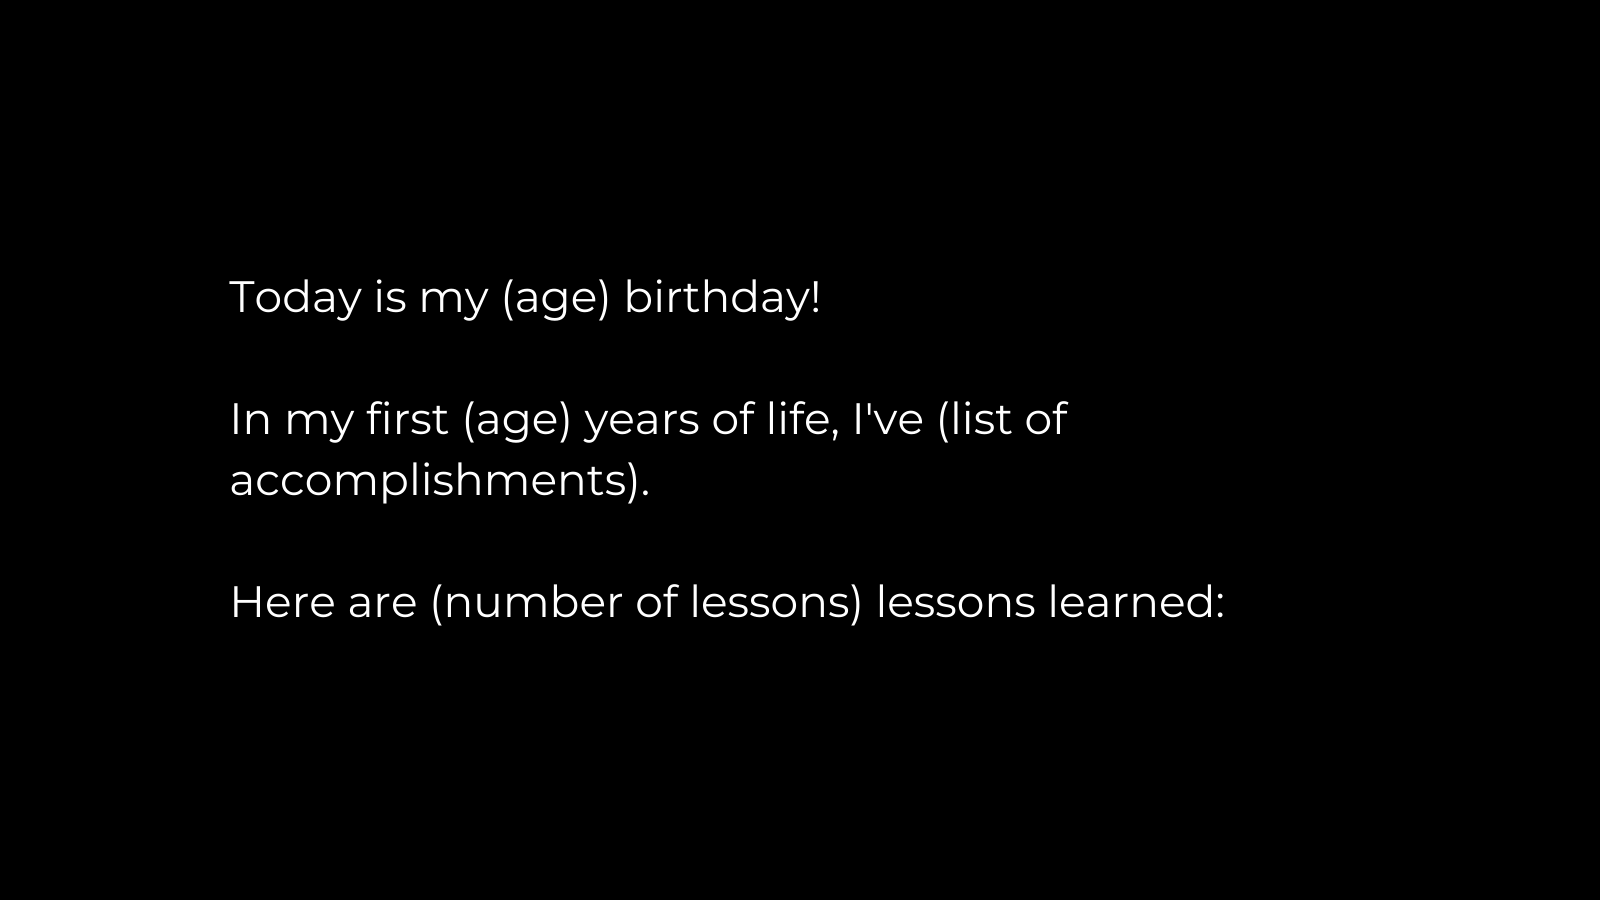 Today is my (age) birthday!
In my first (age) years of life, I've (list of
accomplishments).
Here are (number of lessons) lessons learned: